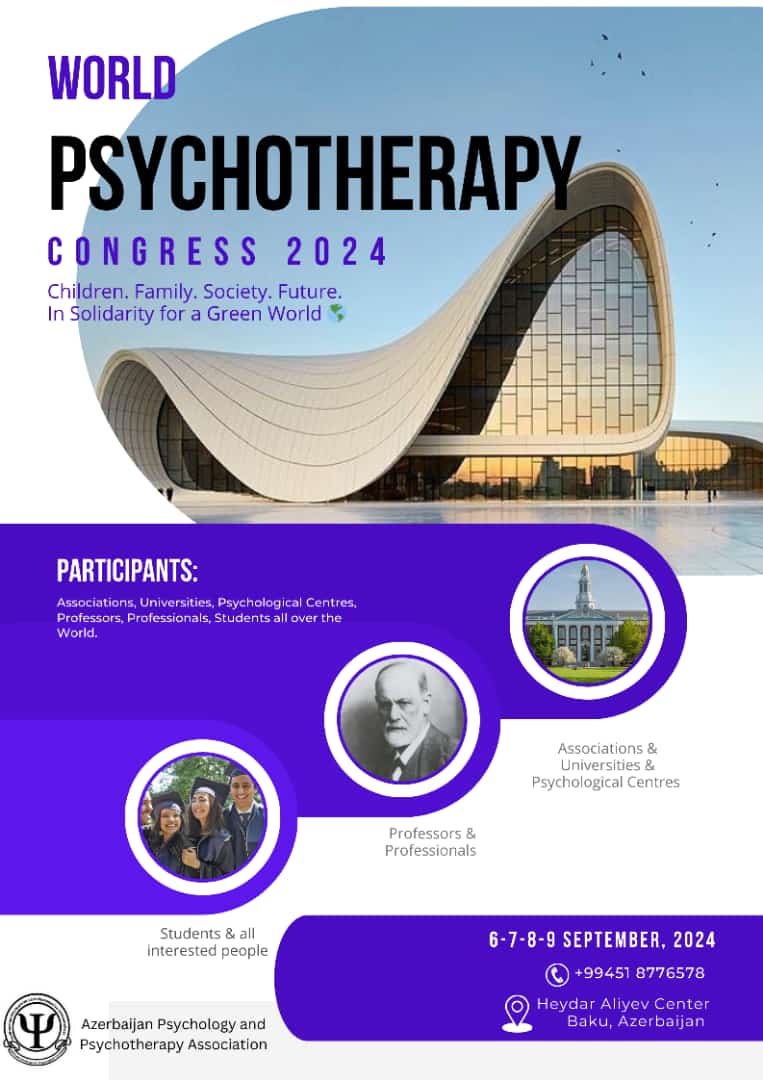 WORLD
PSYCHOTHERAPY
CONGRESS 2024
Children. Family. Society. Future.
In Solidarity for a Green World 🌎
PARTICIPANTS:
Associations, Universities, Psychological Centres,
Professors, Professionals, Students all over the
World.
Associations &
Universities &
Psychological Centres
Professors &
Professionals
Students & all
interested people
6-7-8-9 SEPTEMBER, 2024
+99451 8776578
Heydar Aliyev Center
Baku, Azerbaijan
Azerbaijan Psychology and
Psychotherapy Association